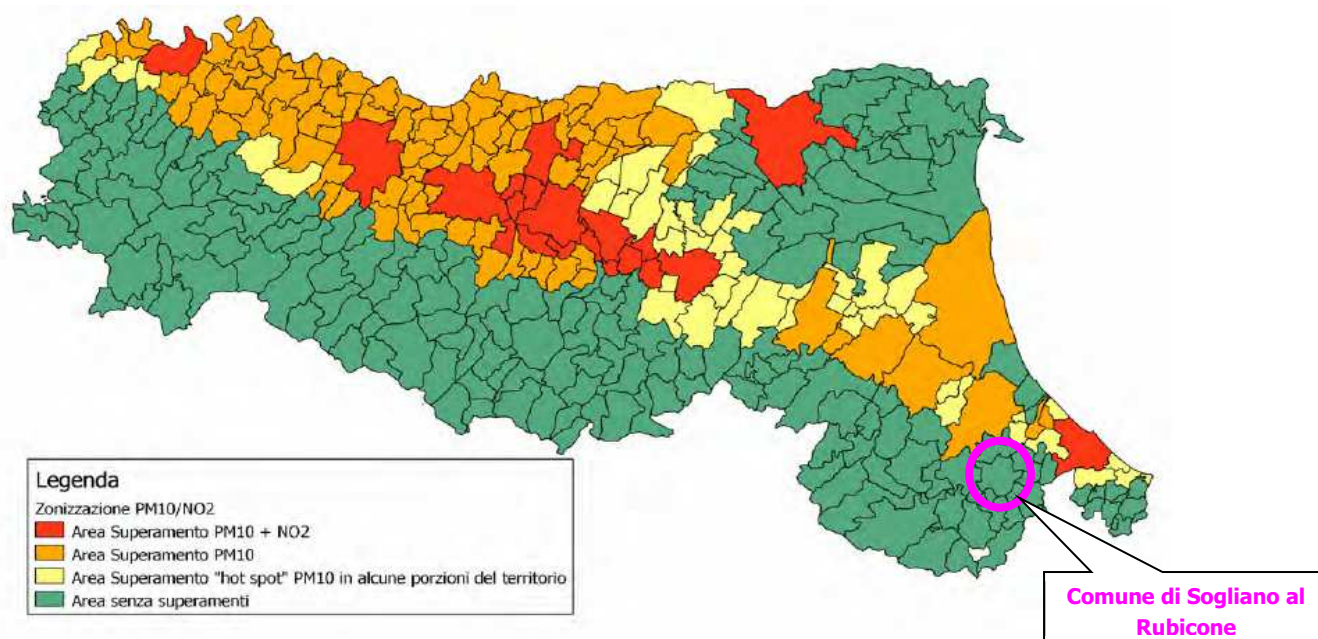 Legenda
Zonizzazione PM10/NO2
Area Superamento PM10 + NO2
Area Superamento PM10
Area Superamento "hot spot" PM10 in alcune porzioni del territorio
Area senza superamenti
Comune di Sogliano al
Rubicone